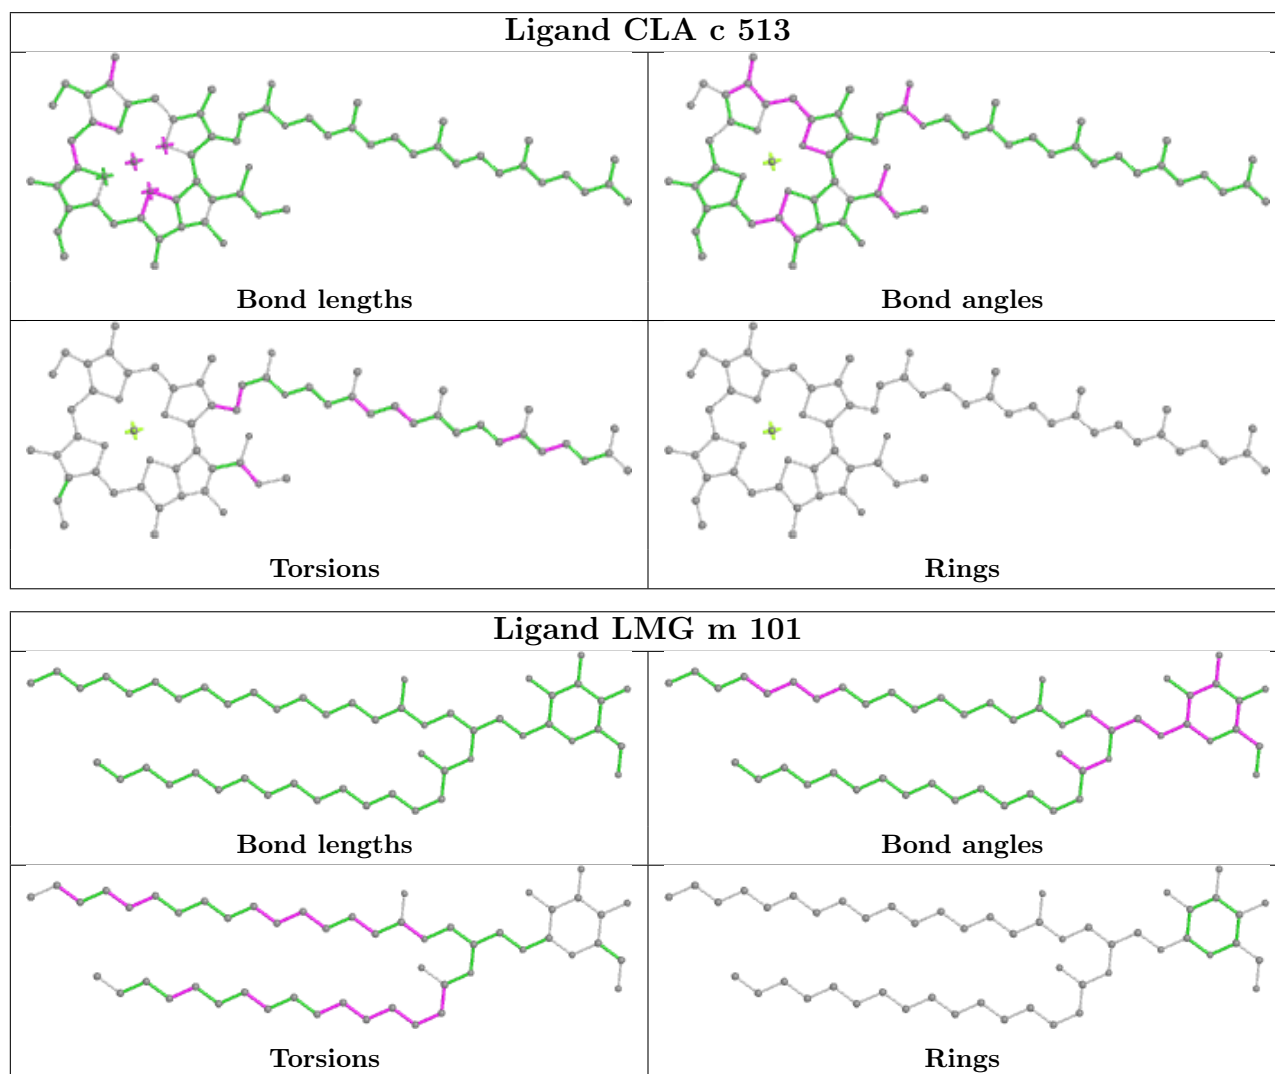 Ligand CLA c 513
Bond lengths
Bond angles
Torsions
Rings
Ligand LMG m 101
Bond lengths
Bond angles
Torsions
Rings